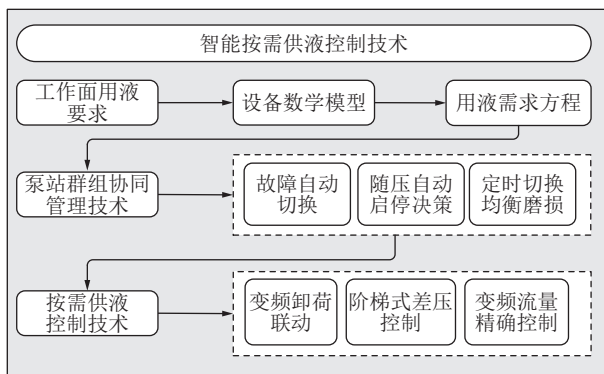 智能按需供液控制技术
工作面用液
要求
设备数学模型
用液需求方程
泵站群组协同
管理技术
故障自动
切换
随压自动
启停决策
定时切换
均衡磨损
按需供液
控制技术
变频卸荷
联动
阶梯式差压
控制
变频流量
精确控制